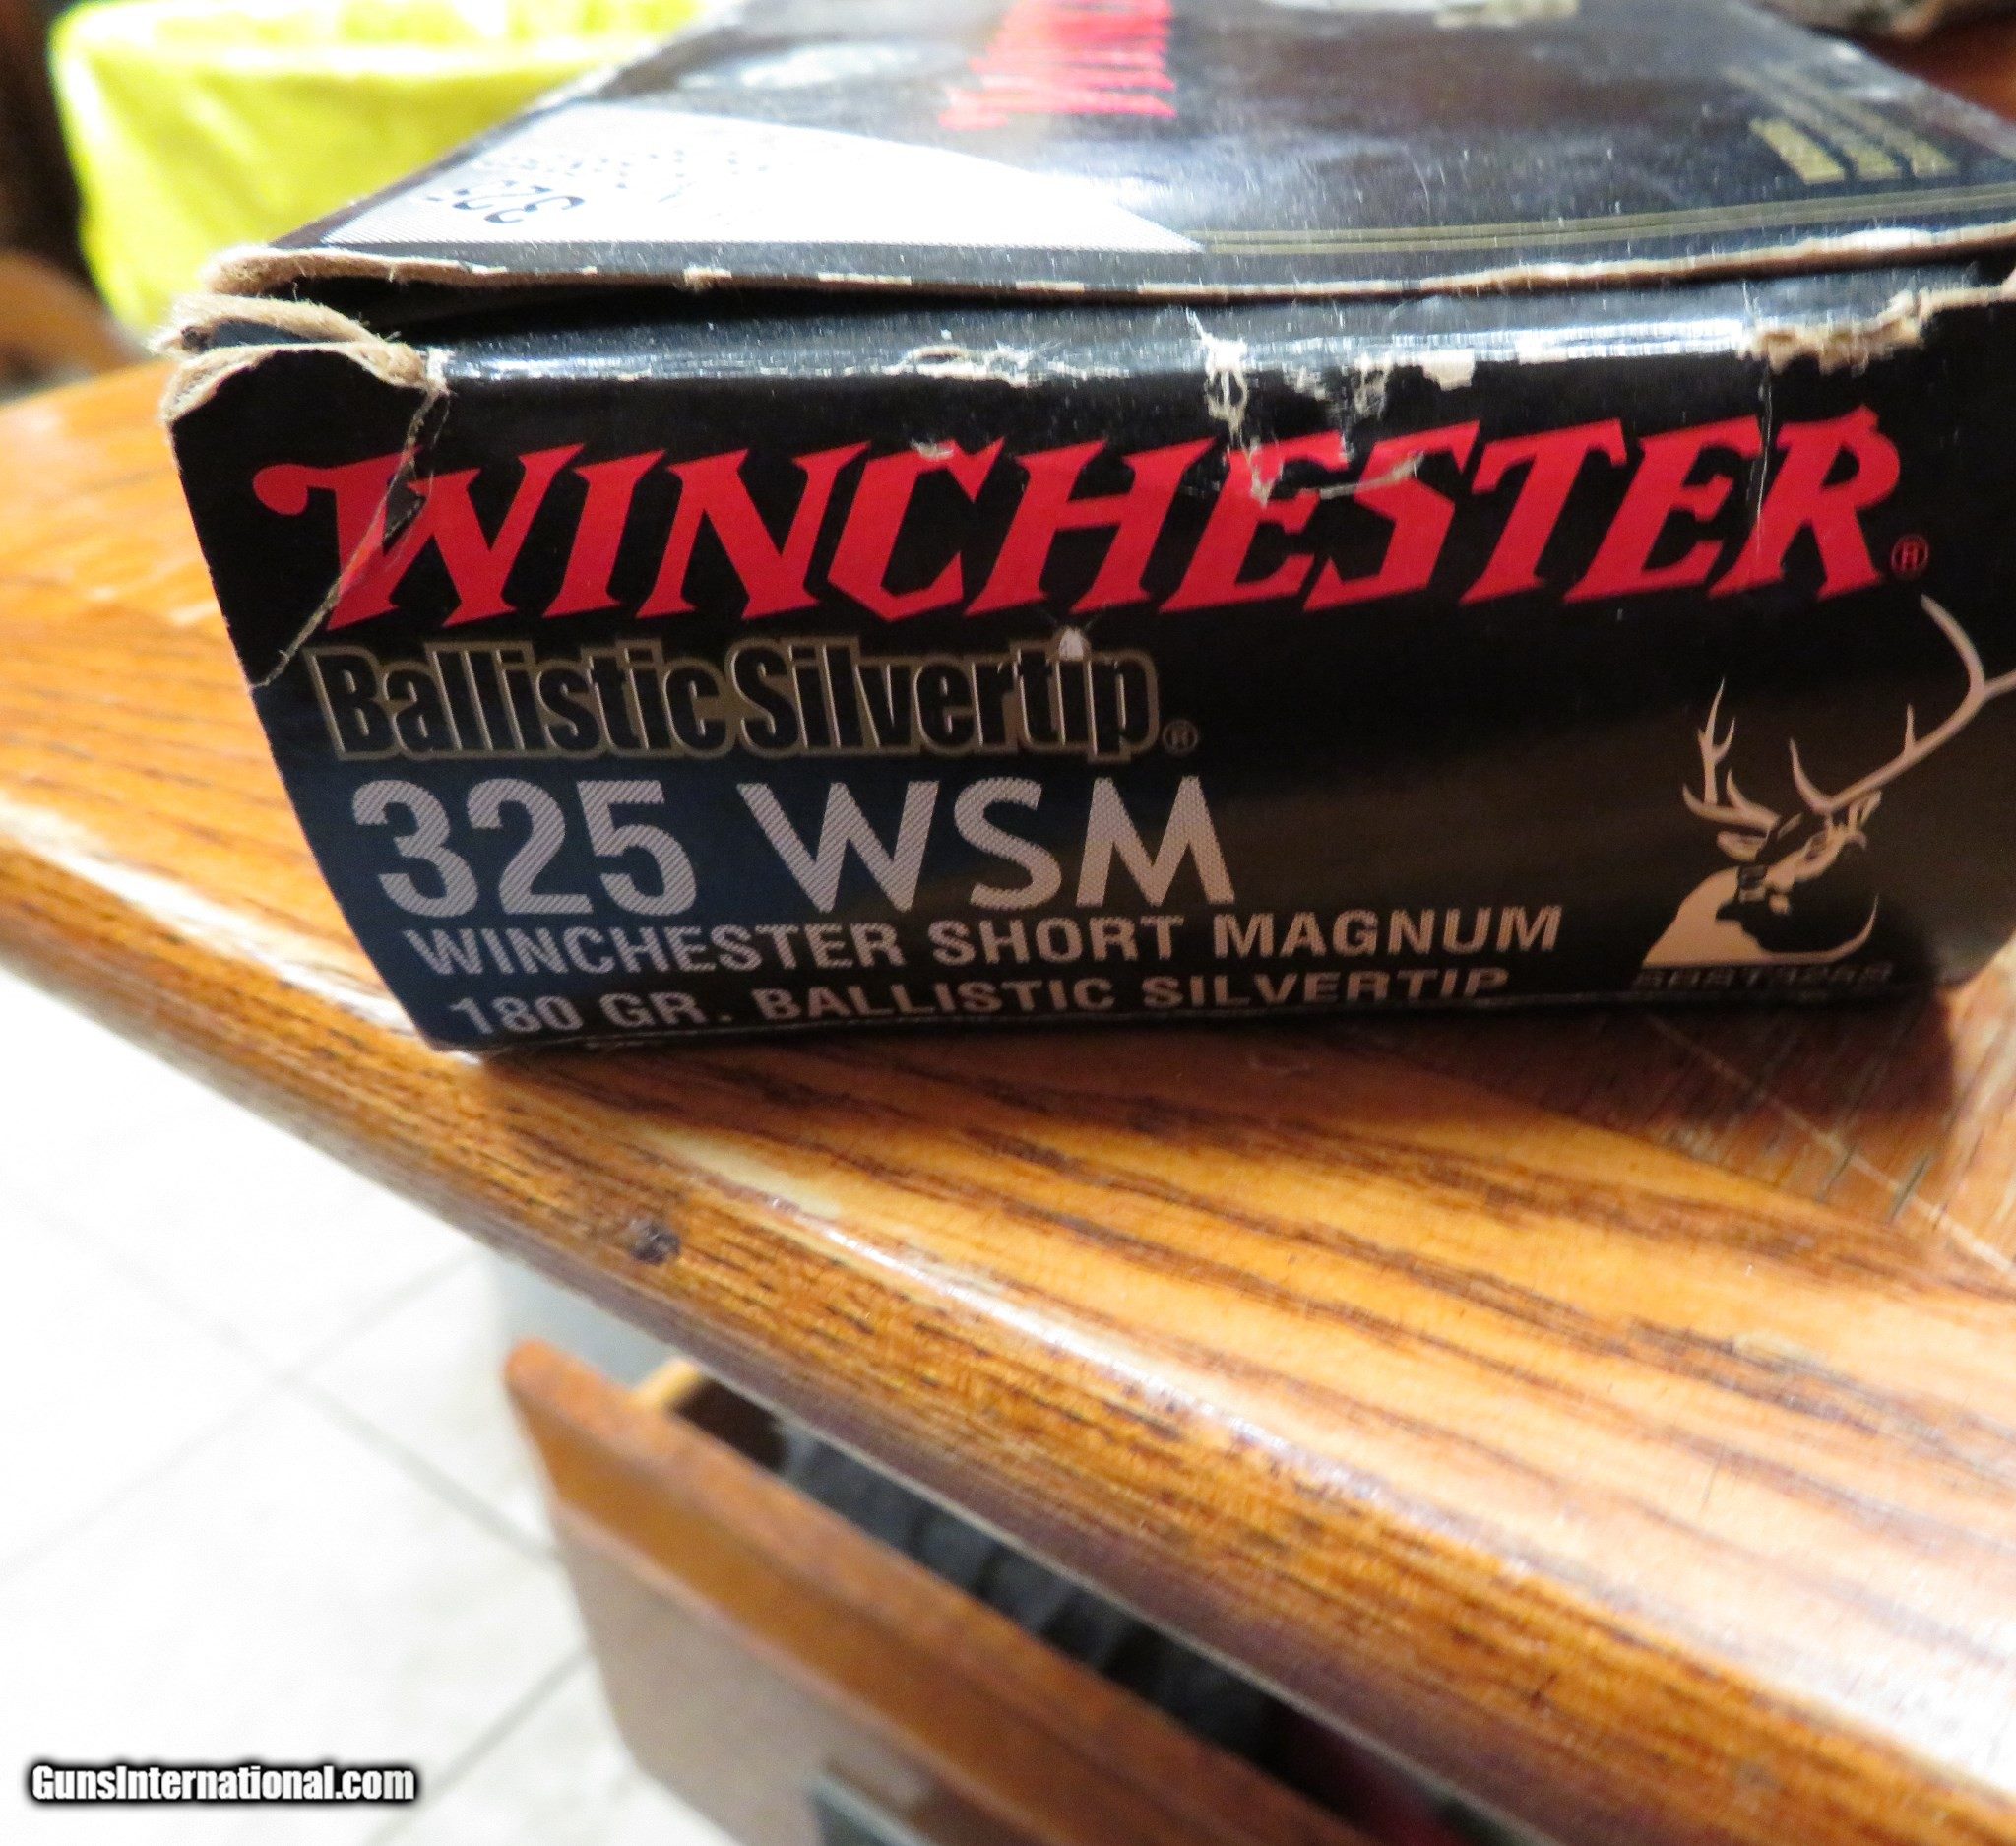 WINCHESTER®
Ballistic Silvertip®
325 WSM
WINCHESTER SHORT MAGNUM
180 GR. BALLISTIC SILVERTIP
GunsInternational.com